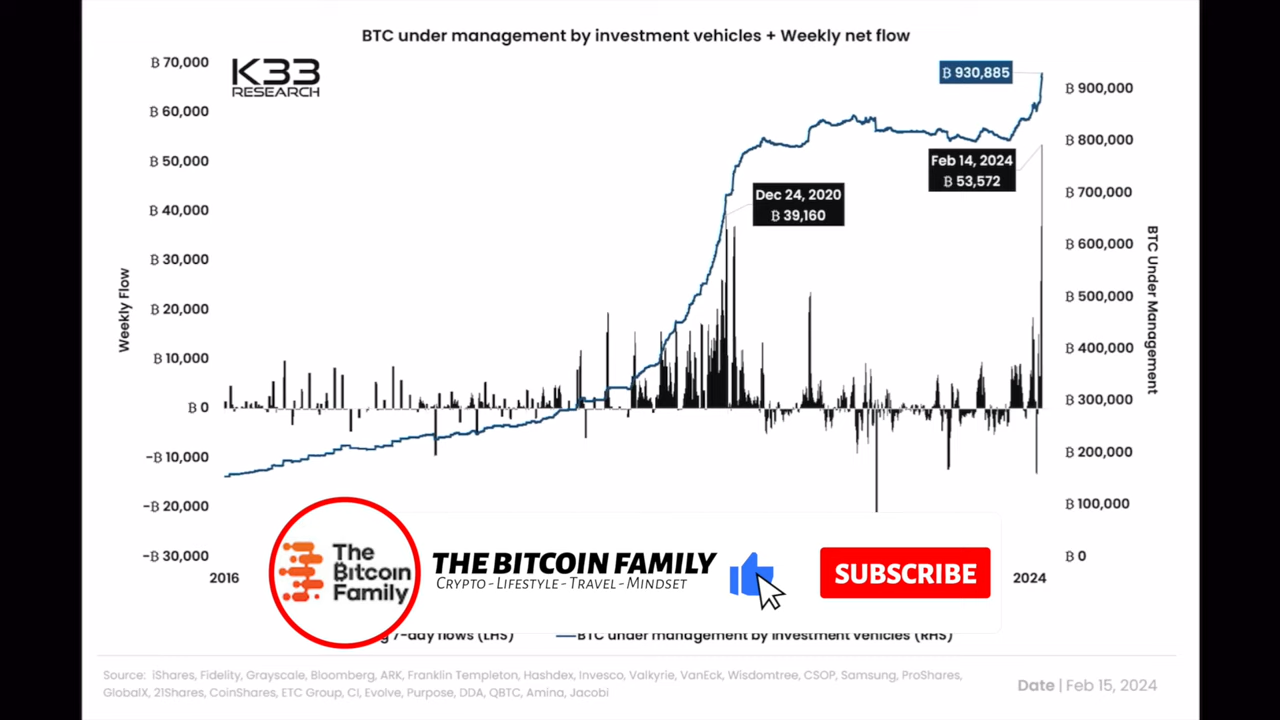 BTC under management by investment vehicles + Weekly net flow
K33
RESEARCH
₿ 70,000
₿ 60,000
₿ 50,000
₿ 40,000
₿ 30,000
₿ 20,000
₿ 10,000
₿ 0
-₿ 10,000
-₿ 20,000
-₿ 30,000
Weekly Flow
₿ 930,885
Feb 14, 2024
₿ 53,572
Dec 24, 2020
₿ 39,160
₿ 900,000
₿ 800,000
₿ 700,000
₿ 600,000
₿ 500,000
₿ 400,000
₿ 300,000
₿ 200,000
₿ 100,000
₿ 0
BTC Under Management
2016
2024
The
Bitcoin
Family
THE BITCOIN FAMILY
CRYPTO - LIFESTYLE - TRAVEL - MINDSET
SUBSCRIBE
7-day flows (LHS)
BTC under management by investment vehicles (RHS)
Source: iShares, Fidelity, Grayscale, Bloomberg, ARK, Franklin Templeton, Hashdex, Invesco, Valkyrie, VanEck, Wisdomtree, CSOP, Samsung, ProShares,
GlobalX, 21Shares, CoinShares, ETC Group, CI, Evolve, Purpose, DDA, QBTC, Amina, Jacobi
Date | Feb 15, 2024